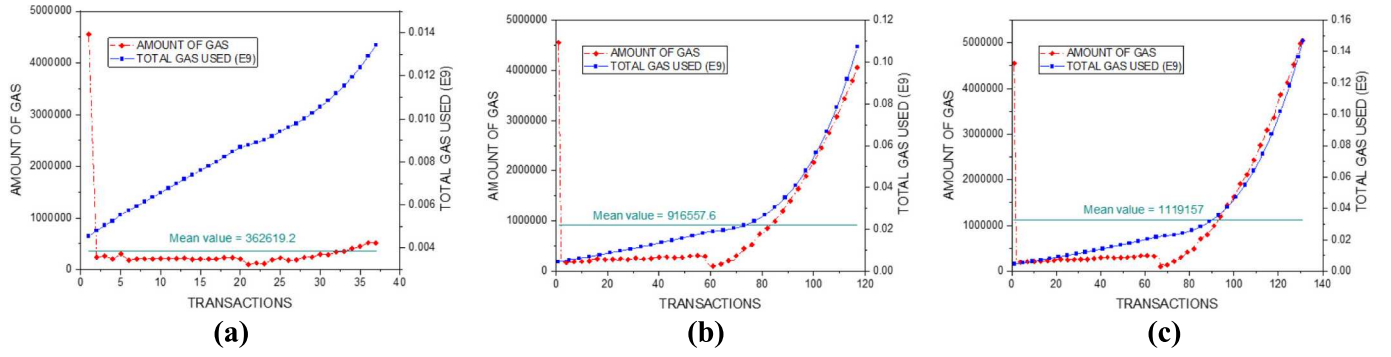 5000000
4500000
4000000
3500000
3000000
2500000
2000000
1500000
1000000
500000
0
AMOUNT OF GAS
AMOUNT OF GAS
TOTAL GAS USED (E9)
Mean value = 362619.2
0 5 10 15 20 25 30 35 40
TRANSACTIONS
0.014
0.012
0.010
0.008
0.006
0.004
TOTAL GAS USED (E9)
(a)
5000000
4000000
3000000
2000000
1000000
0
AMOUNT OF GAS
AMOUNT OF GAS
TOTAL GAS USED (E9)
Mean value = 916557.6
0 20 40 60 80 100 120
TRANSACTIONS
0.12
0.10
0.08
0.06
0.04
0.02
0.00
TOTAL GAS USED (E9)
(b)
5000000
4000000
3000000
2000000
1000000
0
AMOUNT OF GAS
AMOUNT OF GAS
TOTAL GAS USED (E9)
Mean value = 1119157
0 20 40 60 80 100 120 140
TRANSACTIONS
0.16
0.14
0.12
0.10
0.08
0.06
0.04
0.02
0.00
TOTAL GAS USED (E9)
(c)